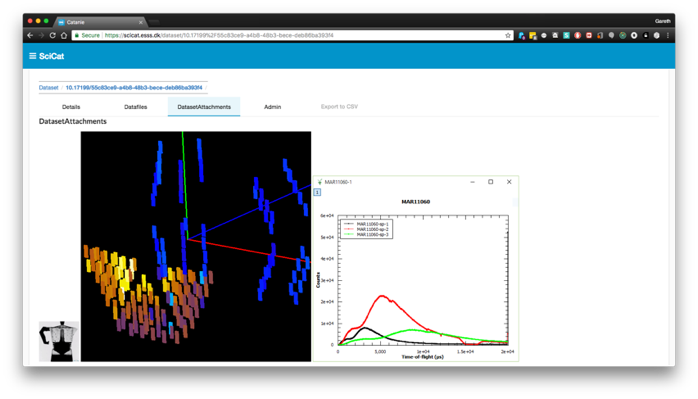 Catanie
Gareth
Secure
https://scicat.esss.dk/dataset/10.17199%2F55c83ce9-a4b8-48b3-bece-deb86ba393f4
SciCat
Dataset
10.17199/55c83ce9-a4b8-48b3-bece-deb86ba393f4
Details
Datafiles
DatasetAttachments
Admin
Export to CSV
DatasetAttachments
MAR11060-1
1
MAR11060
6e+04
MAR11060-sp-1
MAR11060-sp-2
MAR11060-sp-3
5e+04
4e+04
3e+04
Counts
2e+04
1e+04
0
0
5,000
1e+04
1.5e+04
2e+04
Time-of-flight (μs)